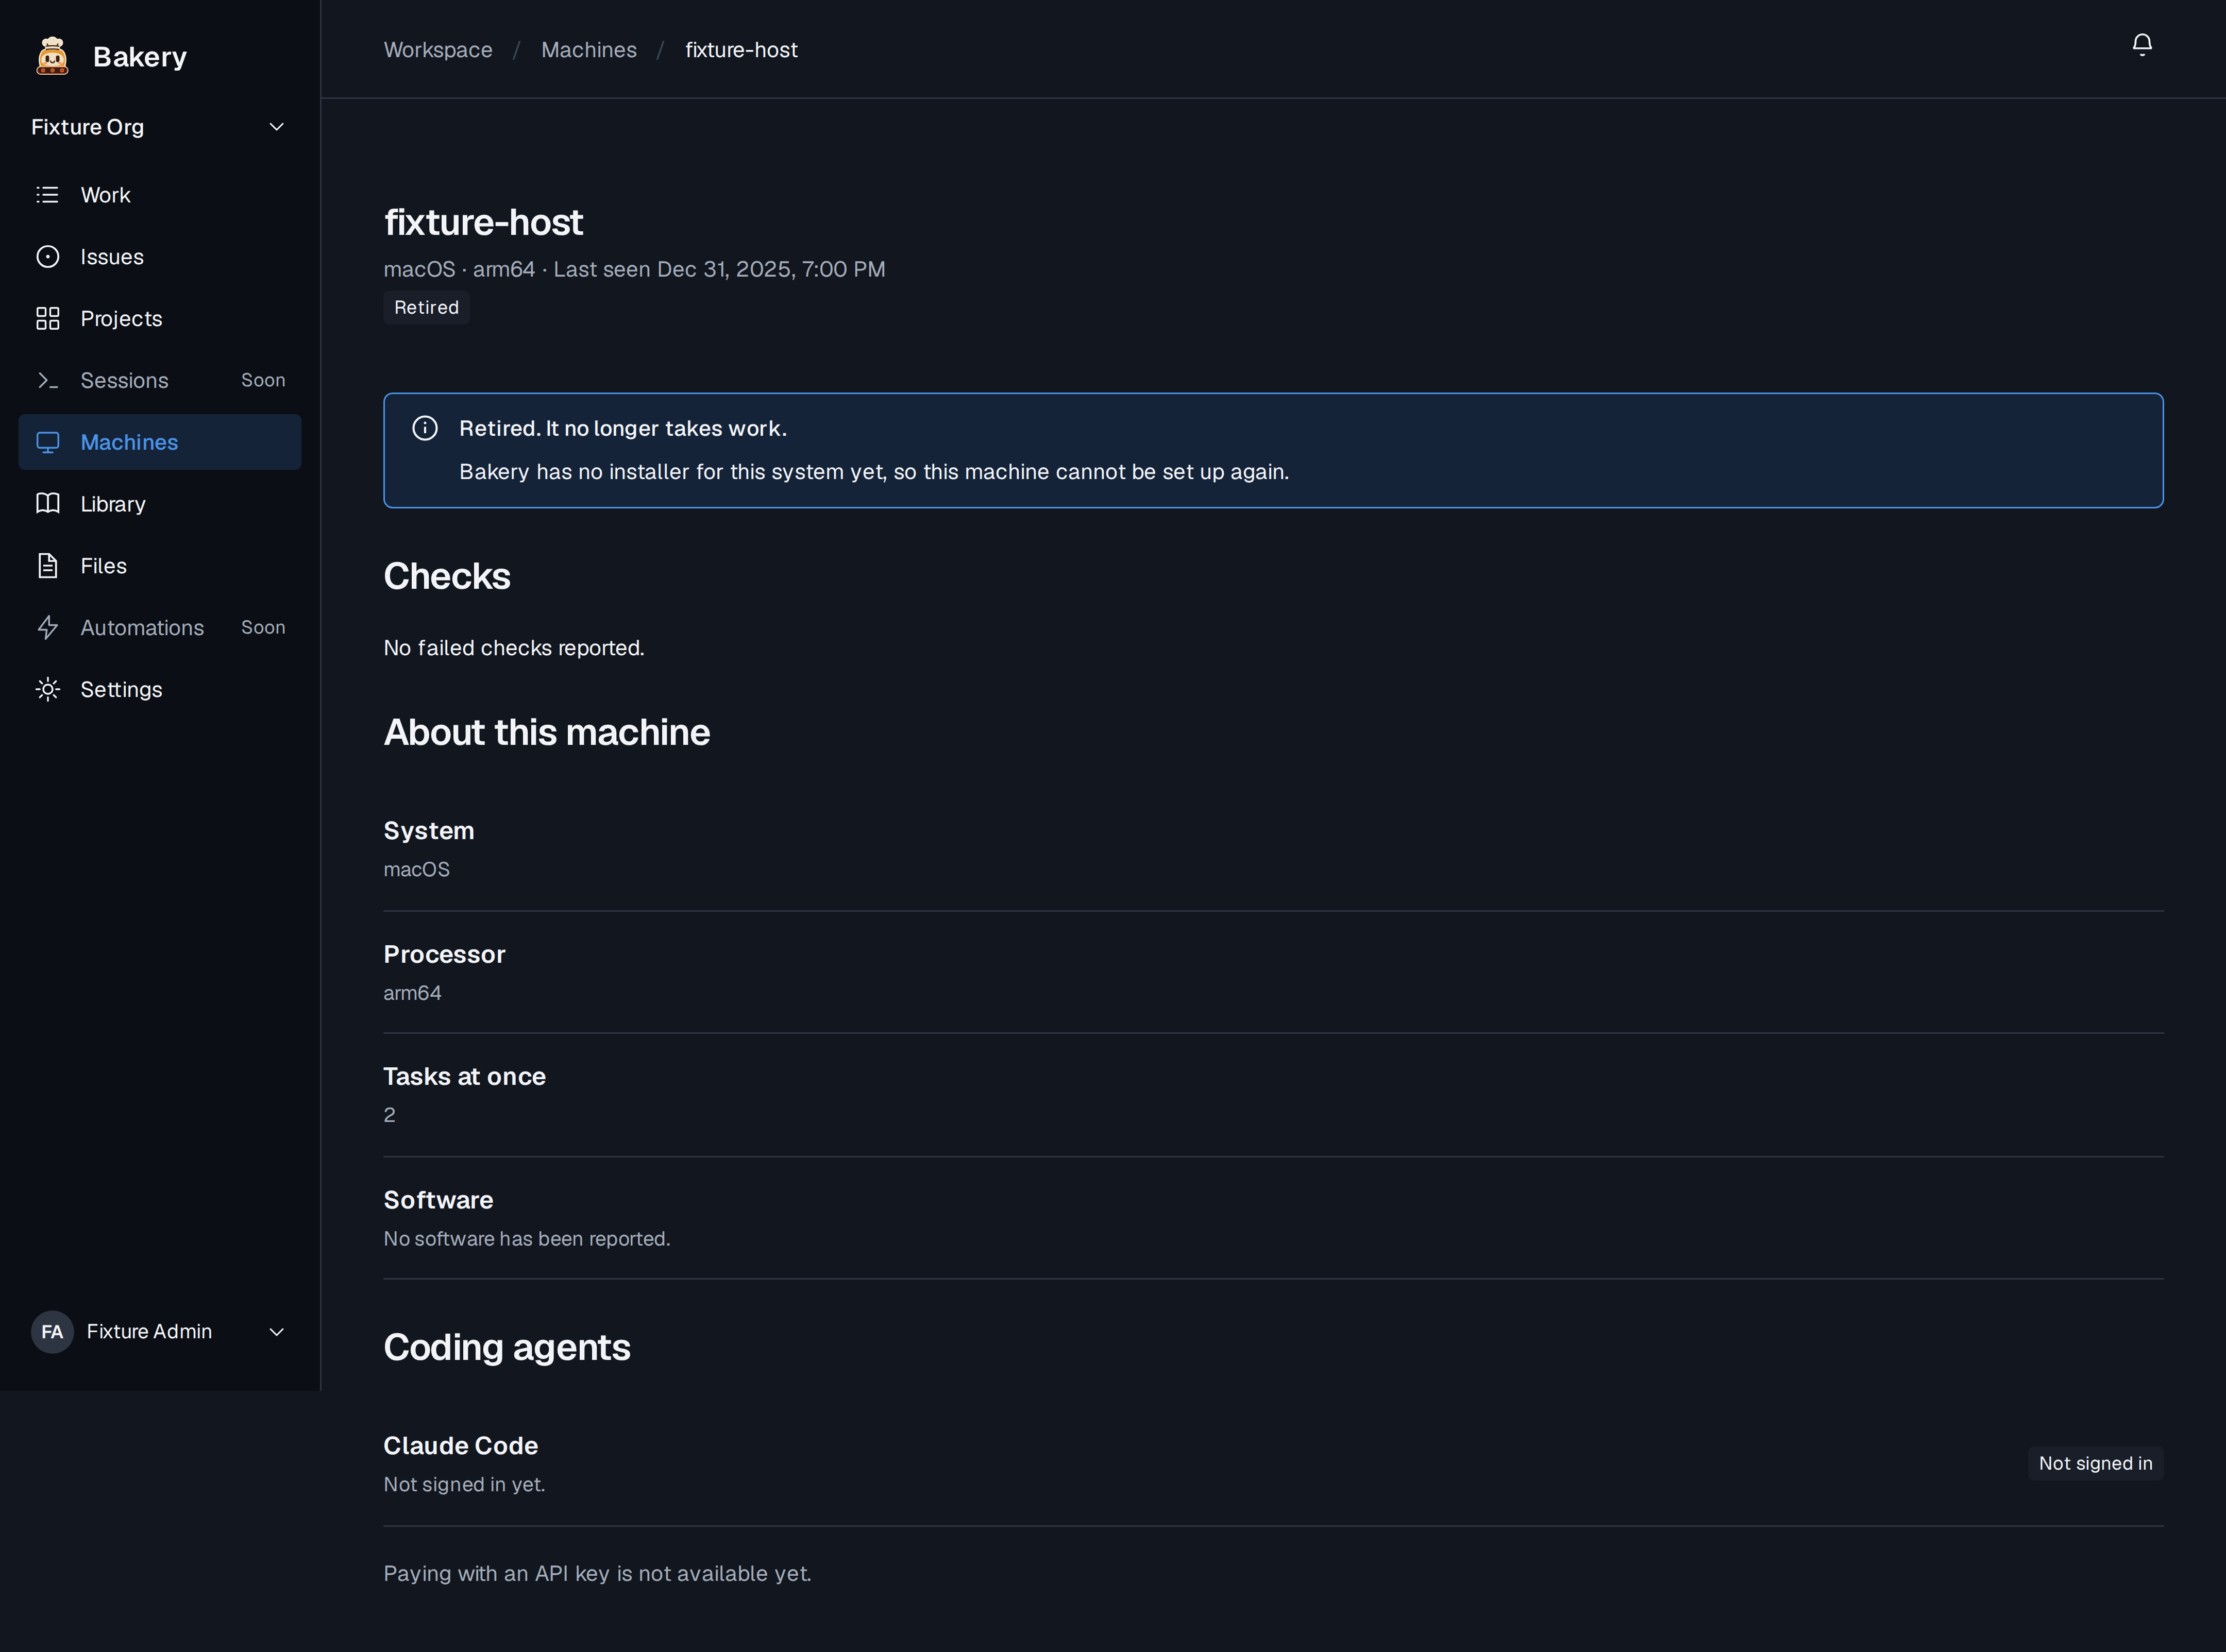 Bakery
Fixture Org
Work
Issues
Projects
Sessions Soon
Machines
Library
Files
Automations Soon
Settings
FA Fixture Admin
Workspace / Machines / fixture-host
fixture-host
macOS · arm64 · Last seen Dec 31, 2025, 7:00 PM
Retired
Retired. It no longer takes work.
Bakery has no installer for this system yet, so this machine cannot be set up again.
Checks
No failed checks reported.
About this machine
System
macOS
Processor
arm64
Tasks at once
2
Software
No software has been reported.
Coding agents
Claude Code
Not signed in yet.
Not signed in
Paying with an API key is not available yet.